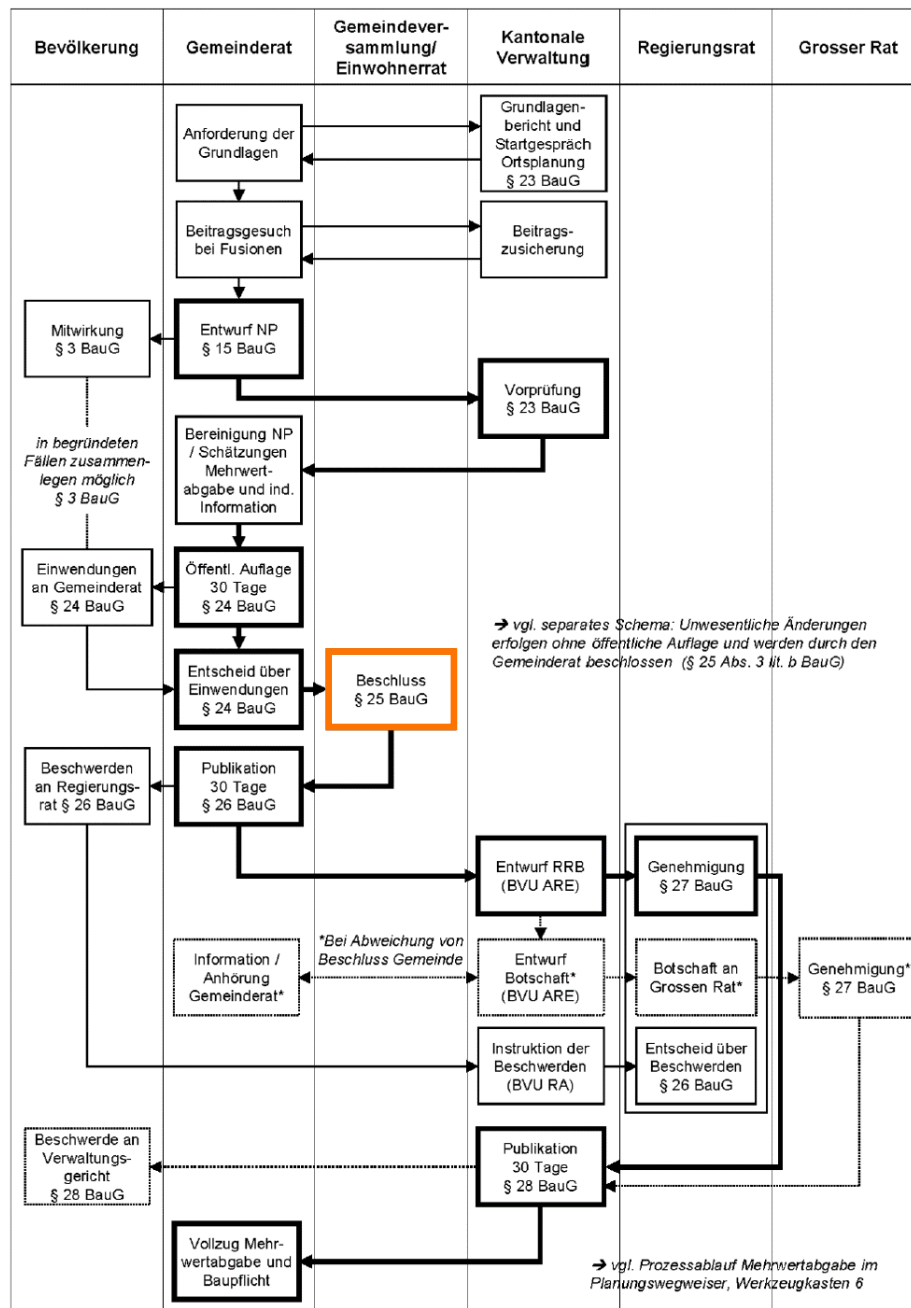 Bevölkerung
Gemeinderat
Gemeindever-
sammlung/
Einwohnerrat
Kantonale
Verwaltung
Regierungsrat
Grosser Rat
Anforderung der
Grundlagen
Grundlagen-
bericht und
Startgespräch
Ortsplanung
§ 23 BauG
Beitragsgesuch
bei Fusionen
Beitrags-
zusicherung
Mitwirkung
§ 3 BauG
Entwurf NP
§ 15 BauG
Vorprüfung
§ 23 BauG
in begründeten
Fällen zusammen-
legen möglich
§ 3 BauG
Bereinigung NP
/ Schätzungen
Mehrwert-
abgabe und ind.
Information
Einwendungen
an Gemeinderat
§ 24 BauG
Öffentl. Auflage
30 Tage
§ 24 BauG
➔ vgl. separates Schema: Unwesentliche Änderungen
erfolgen ohne öffentliche Auflage und werden durch den
Gemeinderat beschlossen (§ 25 Abs. 3 lit. b BauG)
Entscheid über
Einwendungen
§ 24 BauG
Beschluss
§ 25 BauG
Beschwerden
an Regierungs-
rat § 26 BauG
Publikation
30 Tage
§ 26 BauG
Entwurf RRB
(BVU ARE)
Genehmigung
§ 27 BauG
*Bei Abweichung von
Beschluss Gemeinde
Information /
Anhörung
Gemeinderat*
Entwurf
Botschaft*
(BVU ARE)
Botschaft an
Grossen Rat*
Genehmigung*
§ 27 BauG
Instruktion der
Beschwerden
(BVU RA)
Entscheid über
Beschwerden
§ 26 BauG
Beschwerde an
Verwaltungs-
gericht
§ 28 BauG
Publikation
30 Tage
§ 28 BauG
Vollzug Mehr-
wertabgabe und
Baupflicht
➔ vgl. Prozessablauf Mehrwertabgabe im
Planungswegweiser, Werkzeugkasten 6